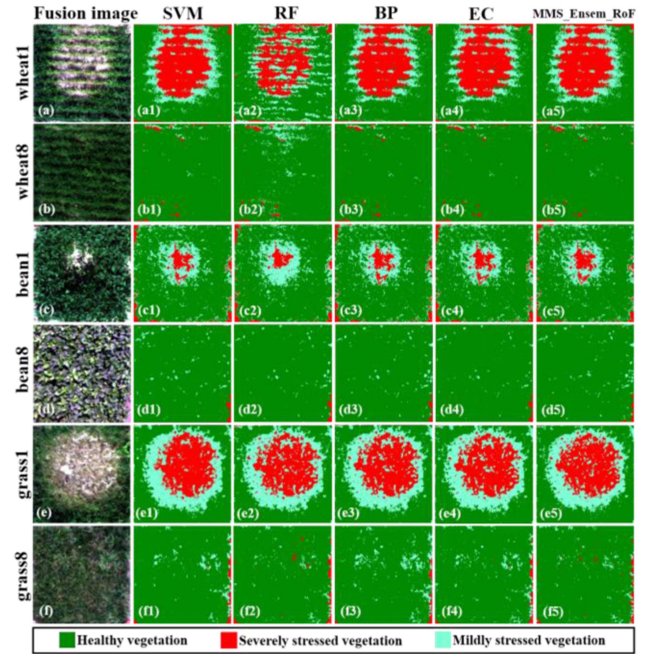 Fusion image SVM RF BP EC MMS_Ensem_RoF
wheat1
(a) (a1) (a2) (a3) (a4) (a5)
wheat8
(b) (b1) (b2) (b3) (b4) (b5)
bean1
(c) (c1) (c2) (c3) (c4) (c5)
bean8
(d) (d1) (d2) (d3) (d4) (d5)
grass1
(e) (e1) (e2) (e3) (e4) (e5)
grass8
(f) (f1) (f2) (f3) (f4) (f5)
Healthy vegetation Severely stressed vegetation Mildly stressed vegetation